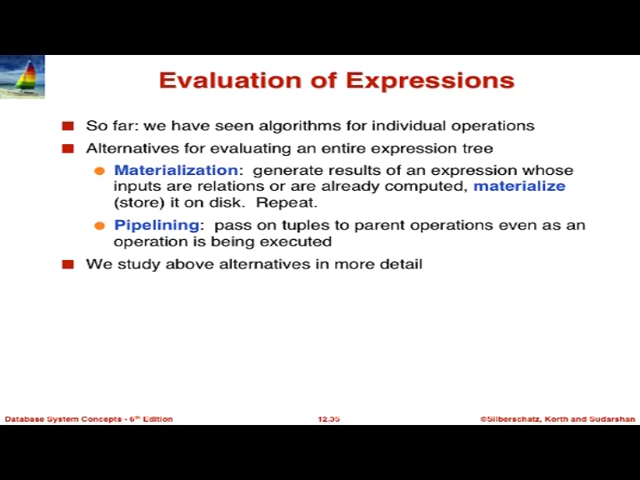 Evaluation of Expressions
So far: we have seen algorithms for individual operations
Alternatives for evaluating an entire expression tree
Materialization: generate results of an expression whose
inputs are relations or are already computed, materialize
(store) it on disk. Repeat.
Pipelining: pass on tuples to parent operations even as an
operation is being executed
We study above alternatives in more detail
Database System Concepts - 6th Edition
12.35
©Silberschatz, Korth and Sudarshan